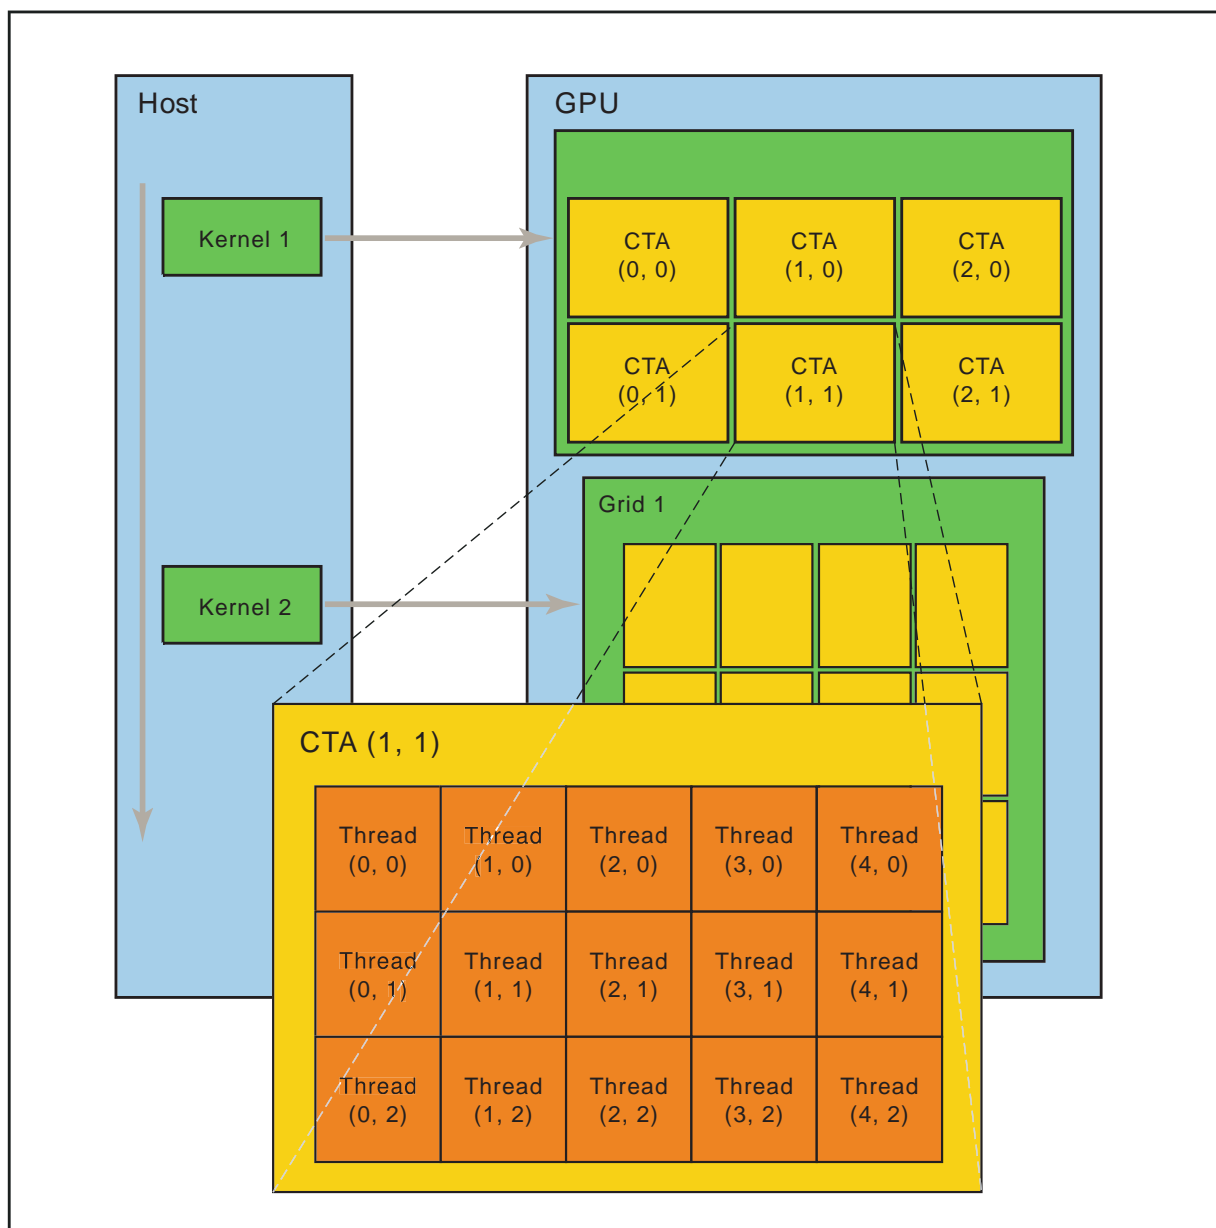 Host
GPU
Kernel 1
CTA
(0, 0)
CTA
(1, 0)
CTA
(2, 0)
CTA
(0, 1)
CTA
(1, 1)
CTA
(2, 1)
Grid 1
Kernel 2
CTA (1, 1)
Thread
(0, 0)
Thread
(1, 0)
Thread
(2, 0)
Thread
(3, 0)
Thread
(4, 0)
Thread
(0, 1)
Thread
(1, 1)
Thread
(2, 1)
Thread
(3, 1)
Thread
(4, 1)
Thread
(0, 2)
Thread
(1, 2)
Thread
(2, 2)
Thread
(3, 2)
Thread
(4, 2)